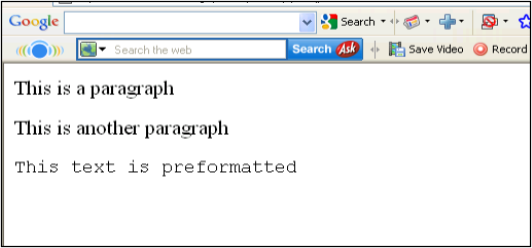 Google Search
Search the web Search Ask Save Video Record
This is a paragraph
This is another paragraph
This text is preformatted